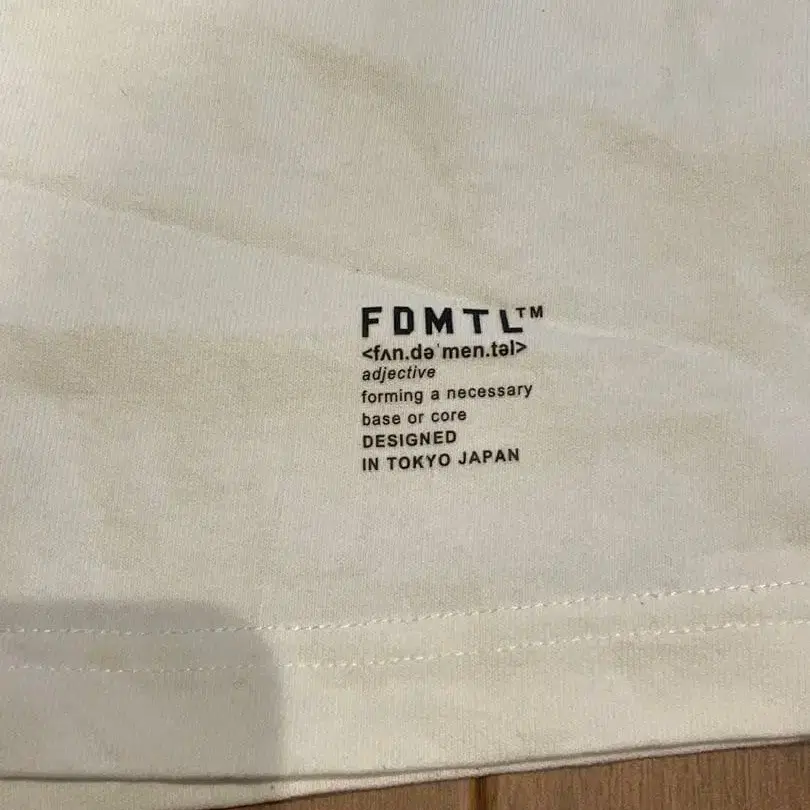 FDMTL™
<fʌn.dəˈmen.təl>
adjective
forming a necessary
base or core
DESIGNED
IN TOKYO JAPAN